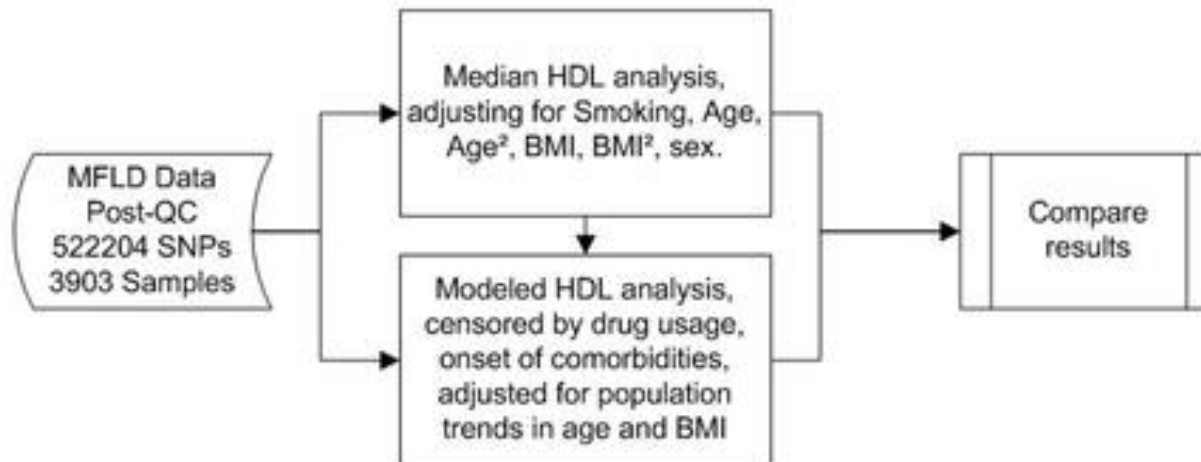 MFLD Data
Post-QC
522204 SNPs
3903 Samples
Median HDL analysis,
adjusting for Smoking, Age,
Age², BMI, BMI², sex.
Modeled HDL analysis,
censored by drug usage,
onset of comorbidities,
adjusted for population
trends in age and BMI
Compare
results